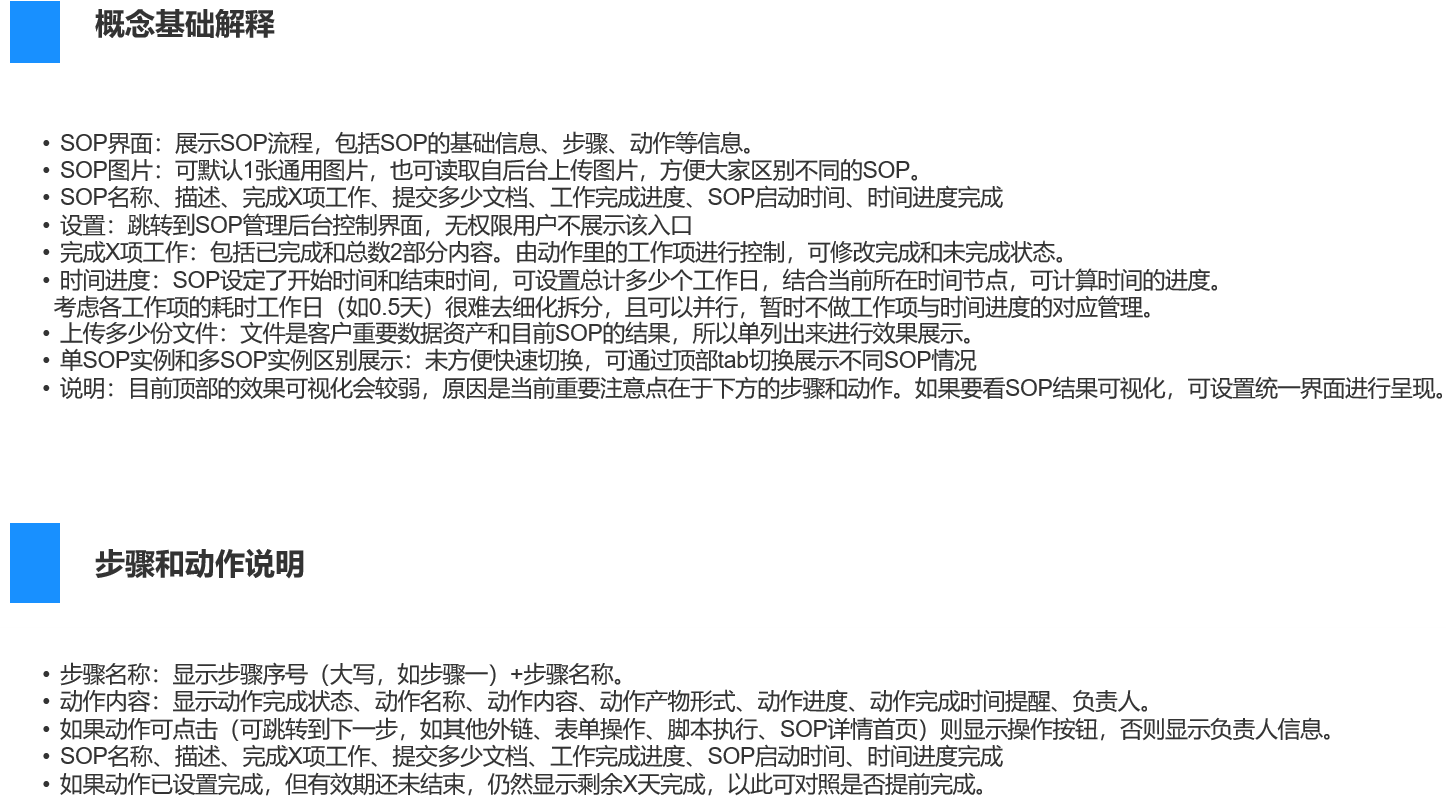 概念基础解释
• SOP界面：展示SOP流程，包括SOP的基础信息、步骤、动作等信息。
• SOP图片：可默认1张通用图片，也可读取自后台上传图片，方便大家区别不同的SOP。
• SOP名称、描述、完成X项工作、提交多少文档、工作完成进度、SOP启动时间、时间进度完成
• 设置：跳转到SOP管理后台控制界面，无权限用户不展示该入口
• 完成X项工作：包括已完成和总数2部分内容。由动作里的工作项进行控制，可修改完成和未完成状态。
• 时间进度：SOP设定了开始时间和结束时间，可设置总计多少个工作日，结合当前所在时间节点，可计算时间的进度。
考虑各工作项的耗时工作日（如0.5天）很难去细化拆分，且可以并行，暂时不做工作项与时间进度的对应管理。
• 上传多少份文件：文件是客户重要数据资产和目前SOP的结果，所以单列出来进行效果展示。
• 单SOP实例和多SOP实例区别展示：未方便快速切换，可通过顶部tab切换展示不同SOP情况
• 说明：目前顶部的效果可视化会较弱，原因是当前重要注意点在于下方的步骤和动作。如果要看SOP结果可视化，可设置统一界面进行呈现。
步骤和动作说明
• 步骤名称：显示步骤序号（大写，如步骤一）+步骤名称。
• 动作内容：显示动作完成状态、动作名称、动作内容、动作产物形式、动作进度、动作完成时间提醒、负责人。
• 如果动作可点击（可跳转到下一步，如其他外链、表单操作、脚本执行、SOP详情首页）则显示操作按钮，否则显示负责人信息。
• SOP名称、描述、完成X项工作、提交多少文档、工作完成进度、SOP启动时间、时间进度完成
• 如果动作已设置完成，但有效期还未结束，仍然显示剩余X天完成，以此可对照是否提前完成。